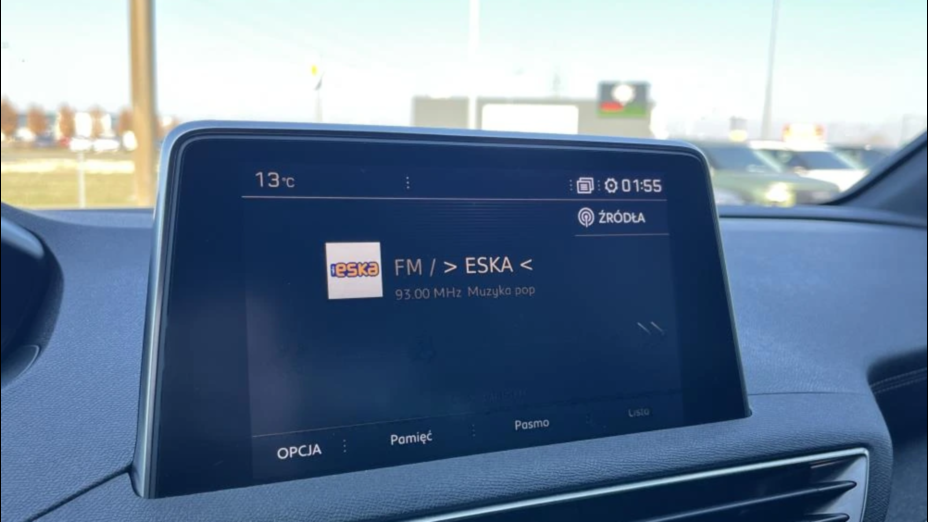 13°C
01:55
ŹRÓDŁA
eska
FM / > ESKA <
93.00 MHz Muzyka pop
OPCJA
Pamięć
Pasmo
Lista